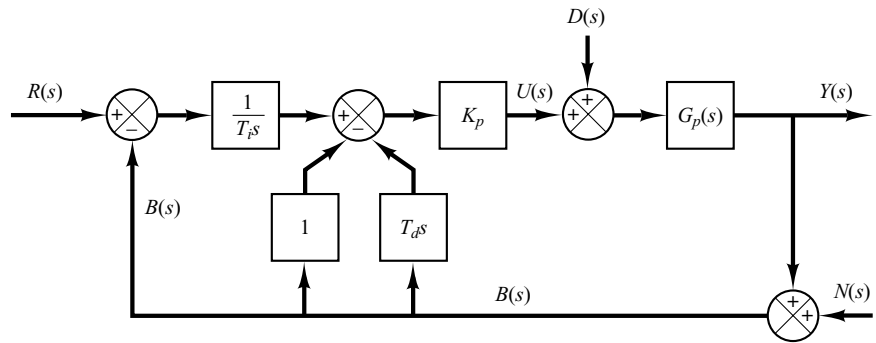 D(s)
R(s)
+
−
1
T_i s
+
−
K_p
U(s)
+
+
G_p(s)
Y(s)
B(s)
1
T_d s
B(s)
+
+
N(s)